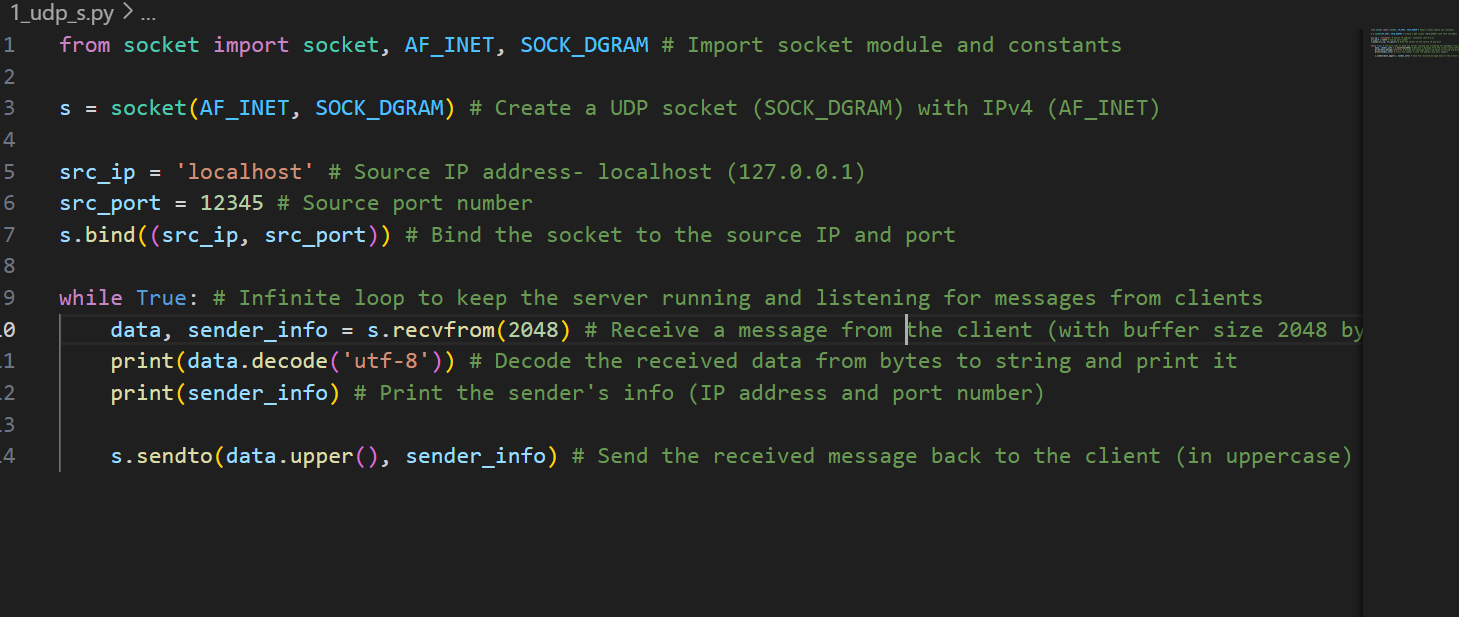 1_udp_s.py > ...
1 from socket import socket, AF_INET, SOCK_DGRAM # Import socket module and constants
2
3 s = socket(AF_INET, SOCK_DGRAM) # Create a UDP socket (SOCK_DGRAM) with IPv4 (AF_INET)
4
5 src_ip = 'localhost' # Source IP address- localhost (127.0.0.1)
6 src_port = 12345 # Source port number
7 s.bind((src_ip, src_port)) # Bind the socket to the source IP and port
8
9 while True: # Infinite loop to keep the server running and listening for messages from clients
0     data, sender_info = s.recvfrom(2048) # Receive a message from the client (with buffer size 2048 by
1     print(data.decode('utf-8')) # Decode the received data from bytes to string and print it
2     print(sender_info) # Print the sender's info (IP address and port number)
3
4     s.sendto(data.upper(), sender_info) # Send the received message back to the client (in uppercase)